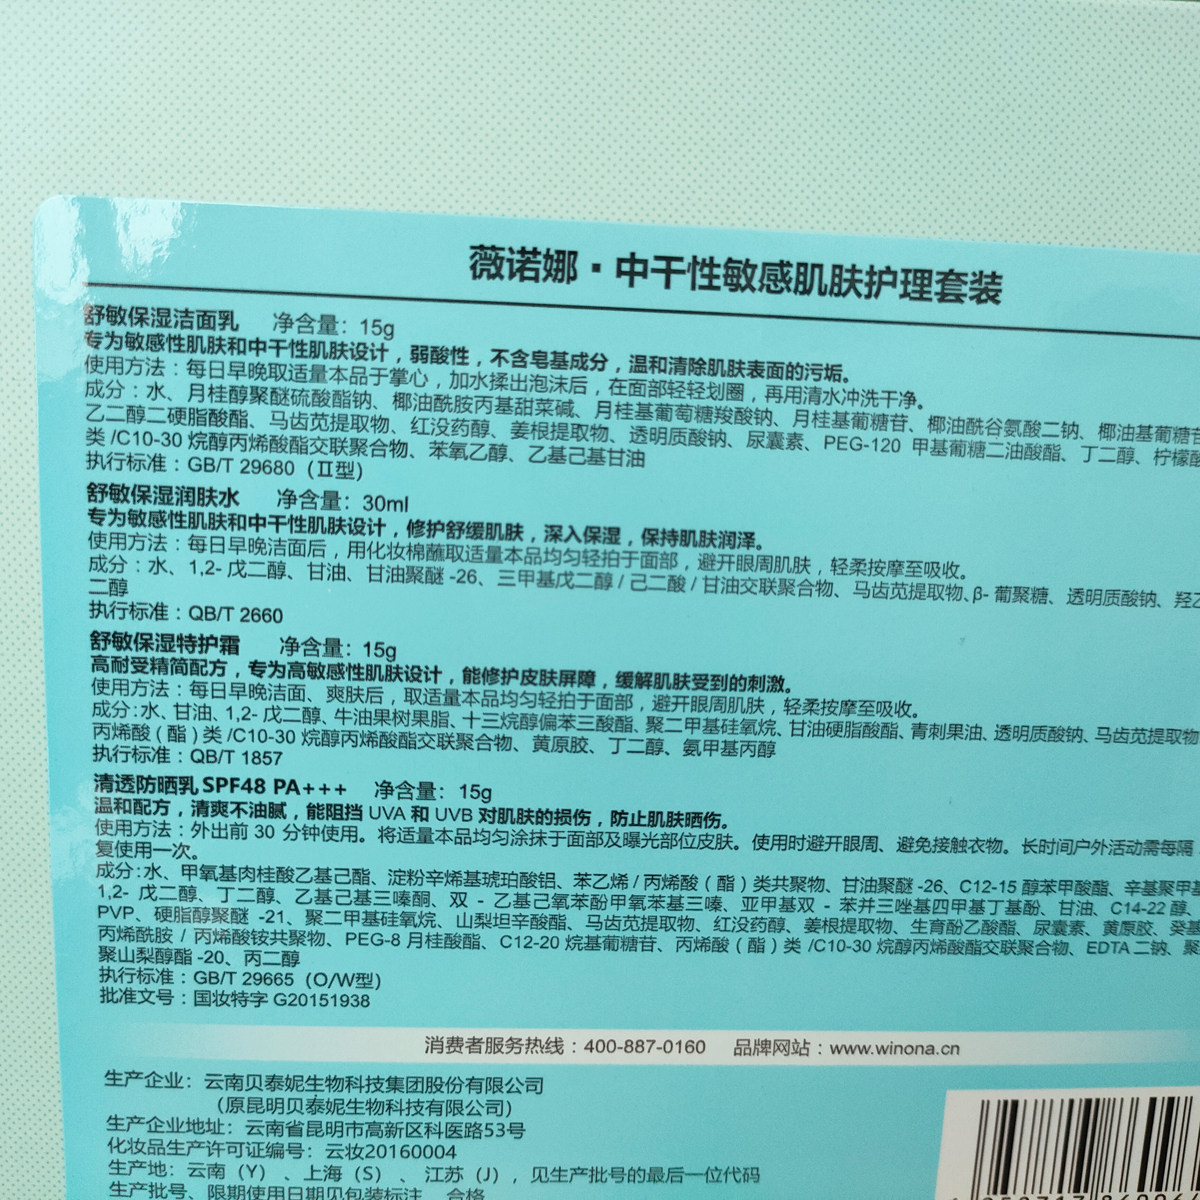 薇诺娜·中干性敏感肌肤护理套装
舒敏保湿洁面乳 净含量：15g
专为敏感性肌肤和中干性肌肤设计，弱酸性，不含皂基成分，温和清除肌肤表面的污垢。
使用方法：每日早晚取适量本品于掌心，加水揉出泡沫后，在面部轻轻划圈，再用清水冲洗干净。
成分：水、月桂醇聚醚硫酸酯钠、椰油酰胺丙基甜菜碱、月桂基葡萄糖羧酸钠、月桂基葡糖苷、椰油酰谷氨酸二钠、椰油基葡糖苷
乙二醇二硬脂酸酯、马齿苋提取物、红没药醇、姜根提取物、透明质酸钠、尿囊素、PEG-120 甲基葡糖二油酸酯、丁二醇、柠檬酸
类 /C10-30 烷醇丙烯酸酯交联聚合物、苯氧乙醇、乙基己基甘油
执行标准：GB/T 29680（Ⅱ型）
舒敏保湿润肤水 净含量：30ml
专为敏感性肌肤和中干性肌肤设计，修护舒缓肌肤，深入保湿，保持肌肤润泽。
使用方法：每日早晚洁面后，用化妆棉蘸取适量本品均匀轻拍于面部，避开眼周肌肤，轻柔按摩至吸收。
成分：水、1,2- 戊二醇、甘油、甘油聚醚 -26、三甲基戊二醇 / 己二酸 / 甘油交联聚合物、马齿苋提取物、β- 葡聚糖、透明质酸钠、羟乙
二醇
执行标准：QB/T 2660
舒敏保湿特护霜 净含量：15g
高耐受精简配方，专为高敏感性肌肤设计，能修护皮肤屏障，缓解肌肤受到的刺激。
使用方法：每日早晚洁面、爽肤后，取适量本品均匀轻拍于面部，避开眼周肌肤，轻柔按摩至吸收。
成分：水、甘油、1,2- 戊二醇、牛油果树果脂、十三烷醇偏苯三酸酯、聚二甲基硅氧烷、甘油硬脂酸酯、青刺果油、透明质酸钠、马齿苋提取物
丙烯酸（酯）类 /C10-30 烷醇丙烯酸酯交联聚合物、黄原胶、丁二醇、氨甲基丙醇
执行标准：QB/T 1857
清透防晒乳 SPF48 PA+++ 净含量：15g
温和配方，清爽不油腻，能阻挡 UVA 和 UVB 对肌肤的损伤，防止肌肤晒伤。
使用方法：外出前 30 分钟使用。将适量本品均匀涂抹于面部及曝光部位皮肤。使用时避开眼周、避免接触衣物。长时间户外活动需每隔
复使用一次。
成分：水、甲氧基肉桂酸乙基己酯、淀粉辛烯基琥珀酸铝、苯乙烯 / 丙烯酸（酯）类共聚物、甘油聚醚 -26、C12-15 醇苯甲酸酯、辛基聚甲基
1,2- 戊二醇、丁二醇、乙基己基三嗪酮、双 - 乙基己氧苯酚甲氧苯基三嗪、亚甲基双 - 苯并三唑基四甲基丁基酚、甘油、C14-22 醇、
PVP、硬脂醇聚醚 -21、聚二甲基硅氧烷、山梨坦辛酸酯、马齿苋提取物、红没药醇、姜根提取物、生育酚乙酸酯、尿囊素、黄原胶、癸基
丙烯酰胺 / 丙烯酸铵共聚物、PEG-8 月桂酸酯、C12-20 烷基葡糖苷、丙烯酸（酯）类 /C10-30 烷醇丙烯酸酯交联聚合物、EDTA 二钠、聚
聚山梨醇酯 -20、丙二醇
执行标准：GB/T 29665（O/W型）
批准文号：国妆特字 G20151938
消费者服务热线：400-887-0160 品牌网站：www.winona.cn
生产企业：云南贝泰妮生物科技集团股份有限公司
（原昆明贝泰妮生物科技有限公司）
生产企业地址：云南省昆明市高新区科医路53号
化妆品生产许可证编号：云妆20160004
生产地：云南（Y）、上海（S）、 江苏（J），见生产批号的最后一位代码
生产批号、限期使用日期见包装标注 合格